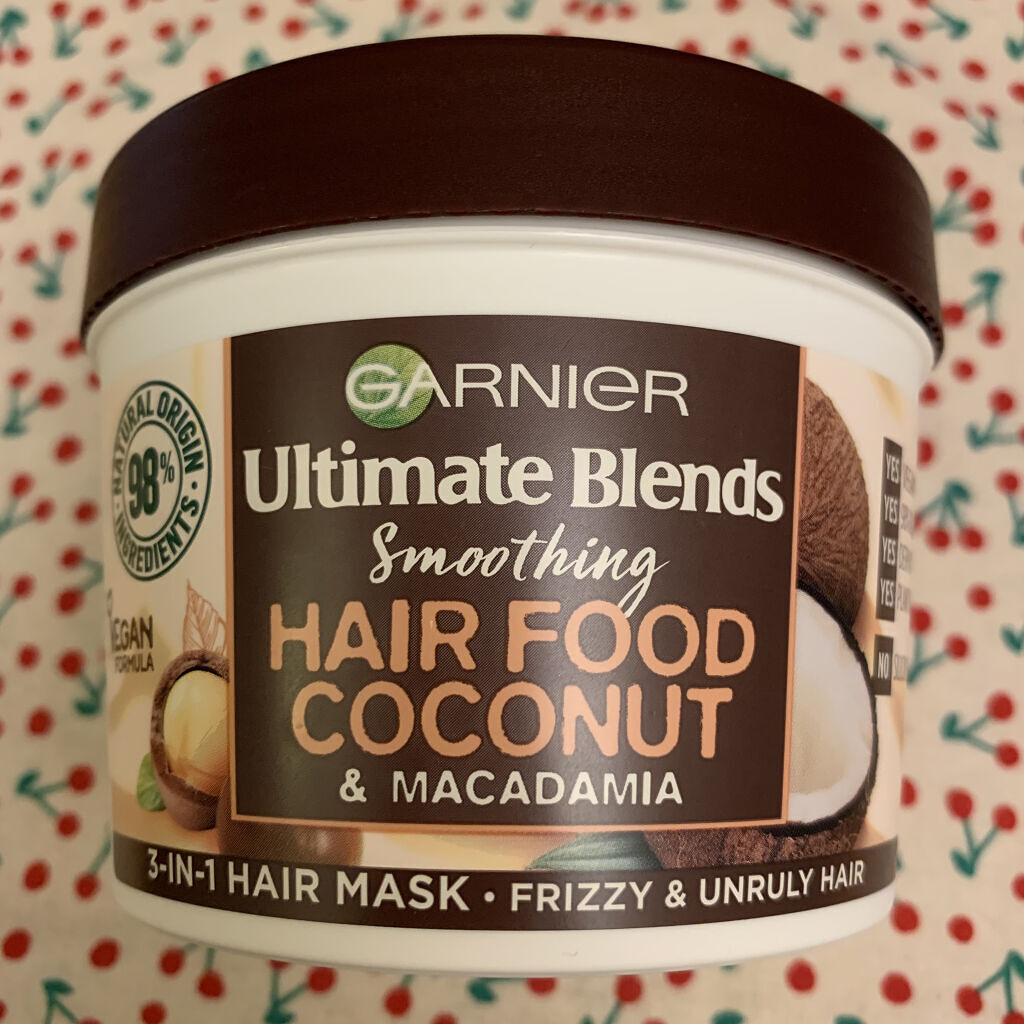 GARNIER
Ultimate Blends
Smoothing
HAIR FOOD
COCONUT
& MACADAMIA
3-IN-1 HAIR MASK • FRIZZY & UNRULY HAIR
NATURAL ORIGIN
98%
• INGREDIENTS •
FORMULA
YES
YES
YES
YES
NO